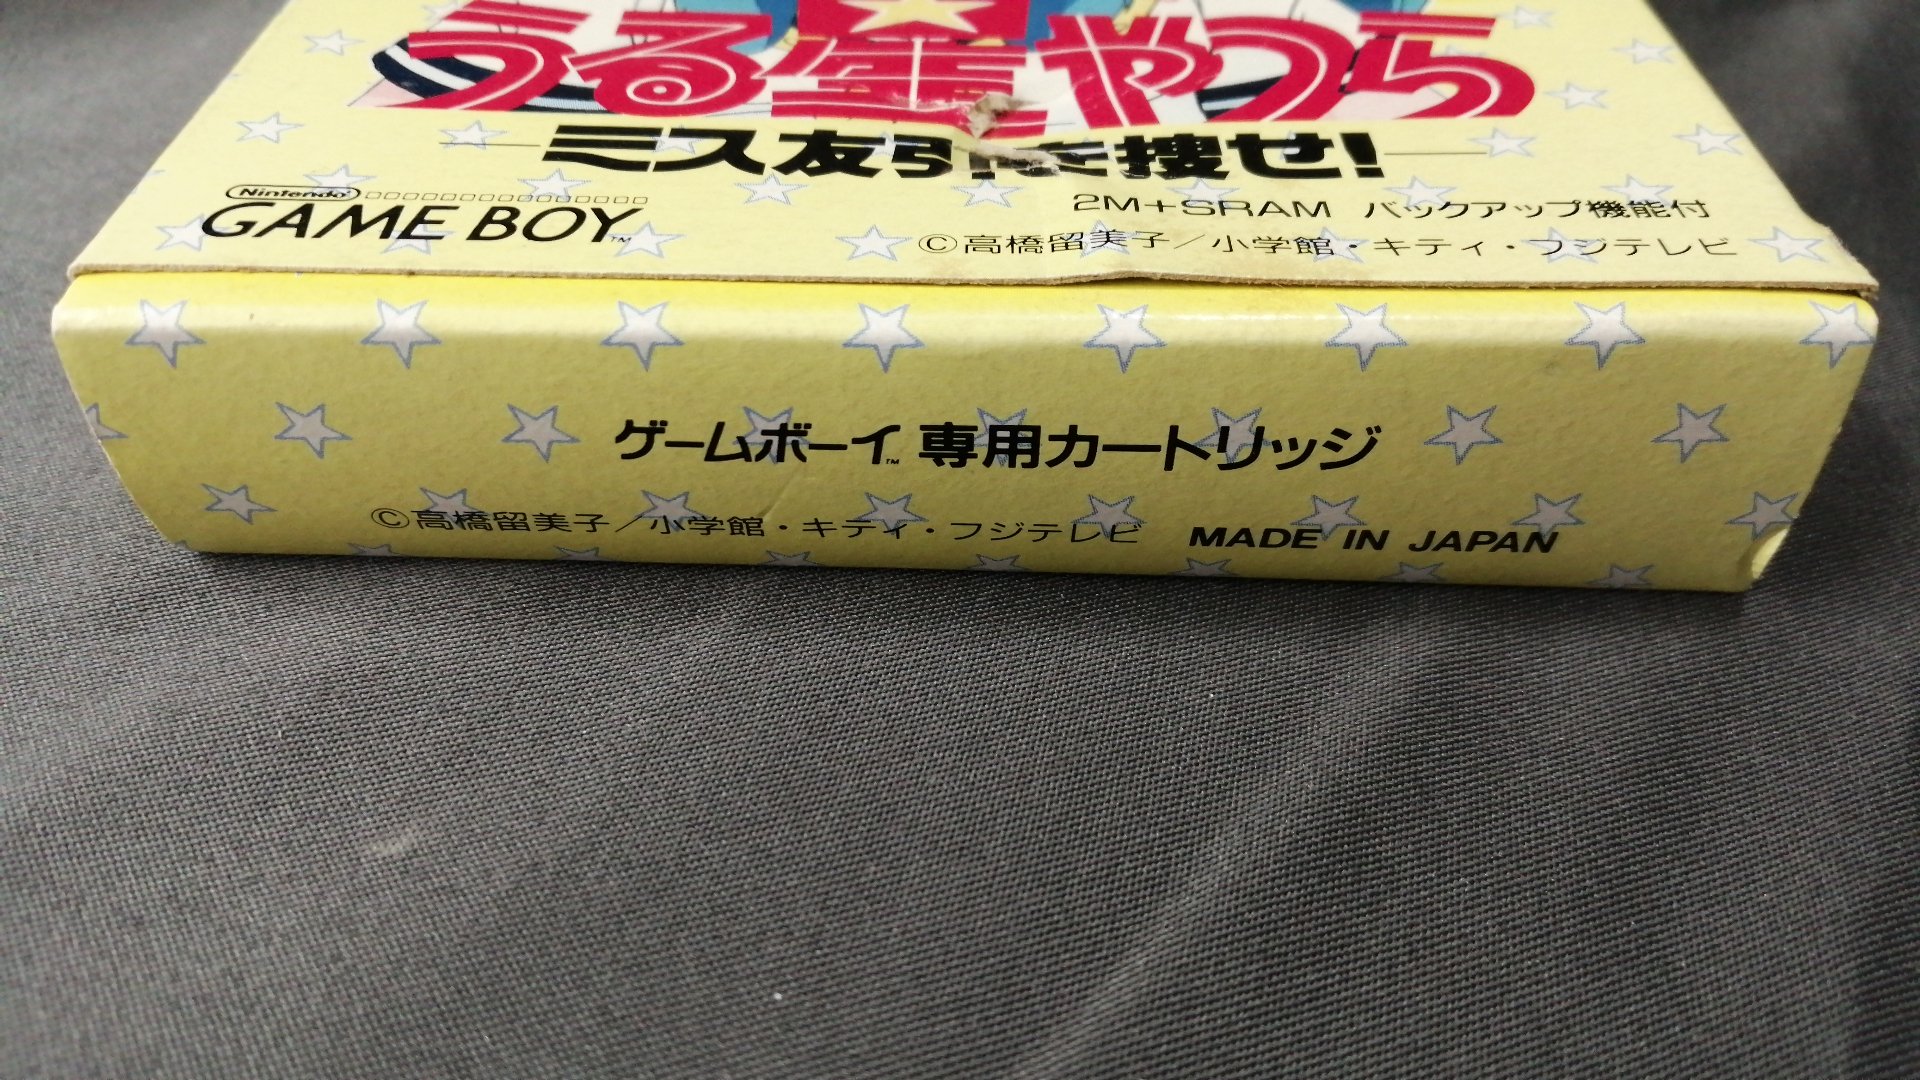 うる星やつら
ミス友引を捜せ!
Nintendo
GAME BOY™
2M+SRAM バックアップ機能付
©高橋留美子/小学館・キティ・フジテレビ
ゲームボーイ™専用カートリッジ
©高橋留美子/小学館・キティ・フジテレビ MADE IN JAPAN